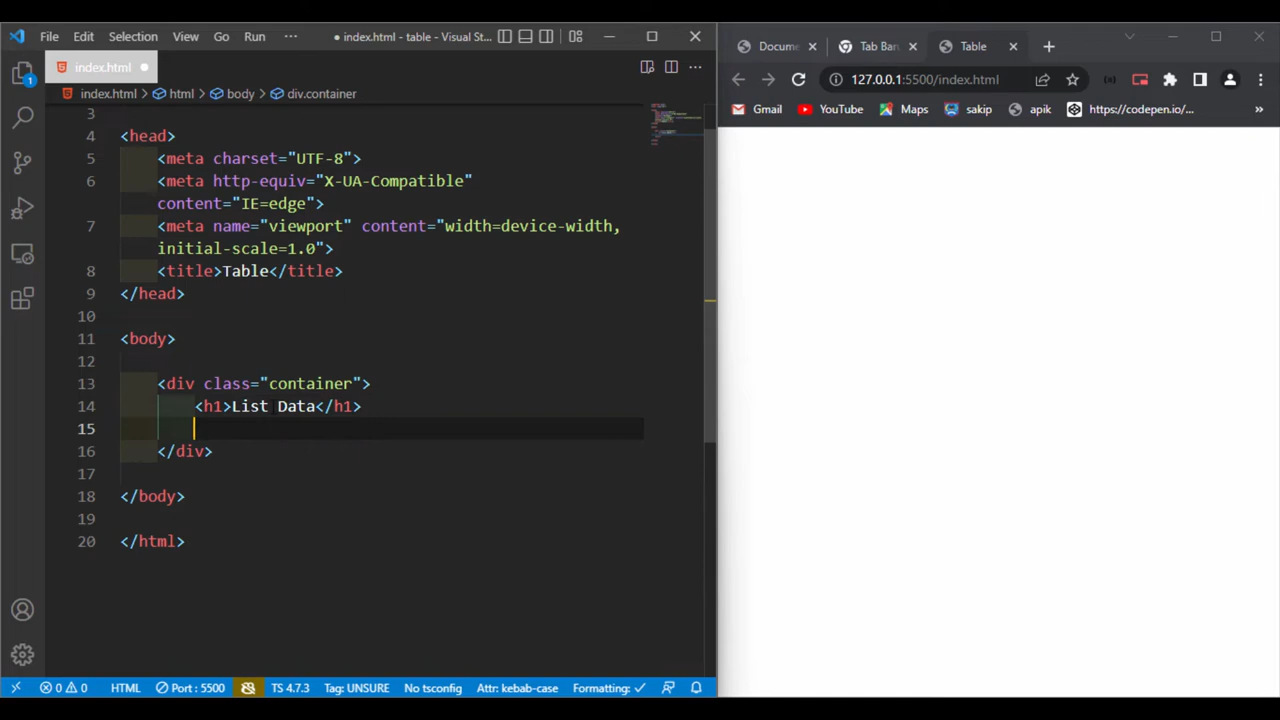 File Edit Selection View Go Run ··· ● index.html - table - Visual St...
index.html ●
index.html > html > body > div.container
3
4 <head>
5 <meta charset="UTF-8">
6 <meta http-equiv="X-UA-Compatible"
content="IE=edge">
7 <meta name="viewport" content="width=device-width,
initial-scale=1.0">
8 <title>Table</title>
9 </head>
10
11 <body>
12
13 <div class="container">
14 <h1>List Data</h1>
15
16 </div>
17
18 </body>
19
20 </html>
1
0 0 HTML Port : 5500 TS 4.7.3 Tag: UNSURE No tsconfig Attr: kebab-case Formatting: ✓
Docume Tab Ban Table
127.0.0.1:5500/index.html
Gmail YouTube Maps sakip apik https://codepen.io/... »